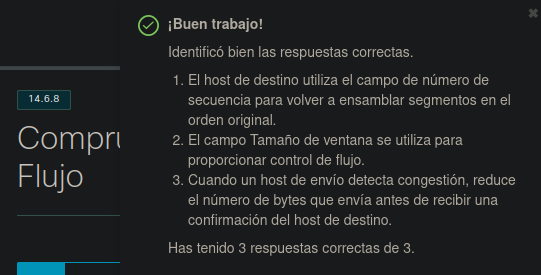 ¡Buen trabajo!
Identificó bien las respuestas correctas.
1. El host de destino utiliza el campo de número de
secuencia para volver a ensamblar segmentos en el
orden original.
2. El campo Tamaño de ventana se utiliza para
proporcionar control de flujo.
3. Cuando un host de envío detecta congestión, reduce
el número de bytes que envía antes de recibir una
confirmación del host de destino.
Has tenido 3 respuestas correctas de 3.
14.6.8
Flujo